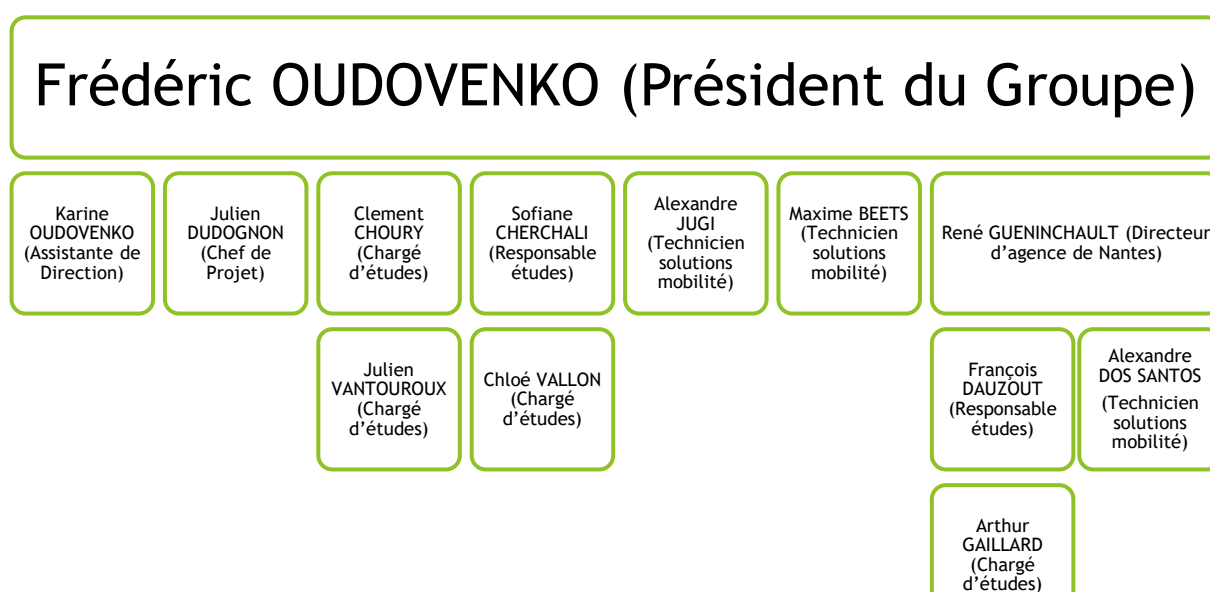 Frédéric OUDOVENKO (Président du Groupe)
Karine
OUDOVENKO
(Assistante de
Direction)
Julien
DUDOGNON
(Chef de
Projet)
Clement
CHOURY
(Chargé
d’études)
Sofiane
CHERCHALI
(Responsable
études)
Alexandre
JUGI
(Technicien
solutions
mobilité)
Maxime BEETS
(Technicien
solutions
mobilité)
René GUENINCHAULT (Directeur
d’agence de Nantes)
Julien
VANTOUROUX
(Chargé
d’études)
Chloé VALLON
(Chargé
d’études)
François
DAUZOUT
(Responsable
études)
Alexandre
DOS SANTOS
(Technicien
solutions
mobilité)
Arthur
GAILLARD
(Chargé
d’études)